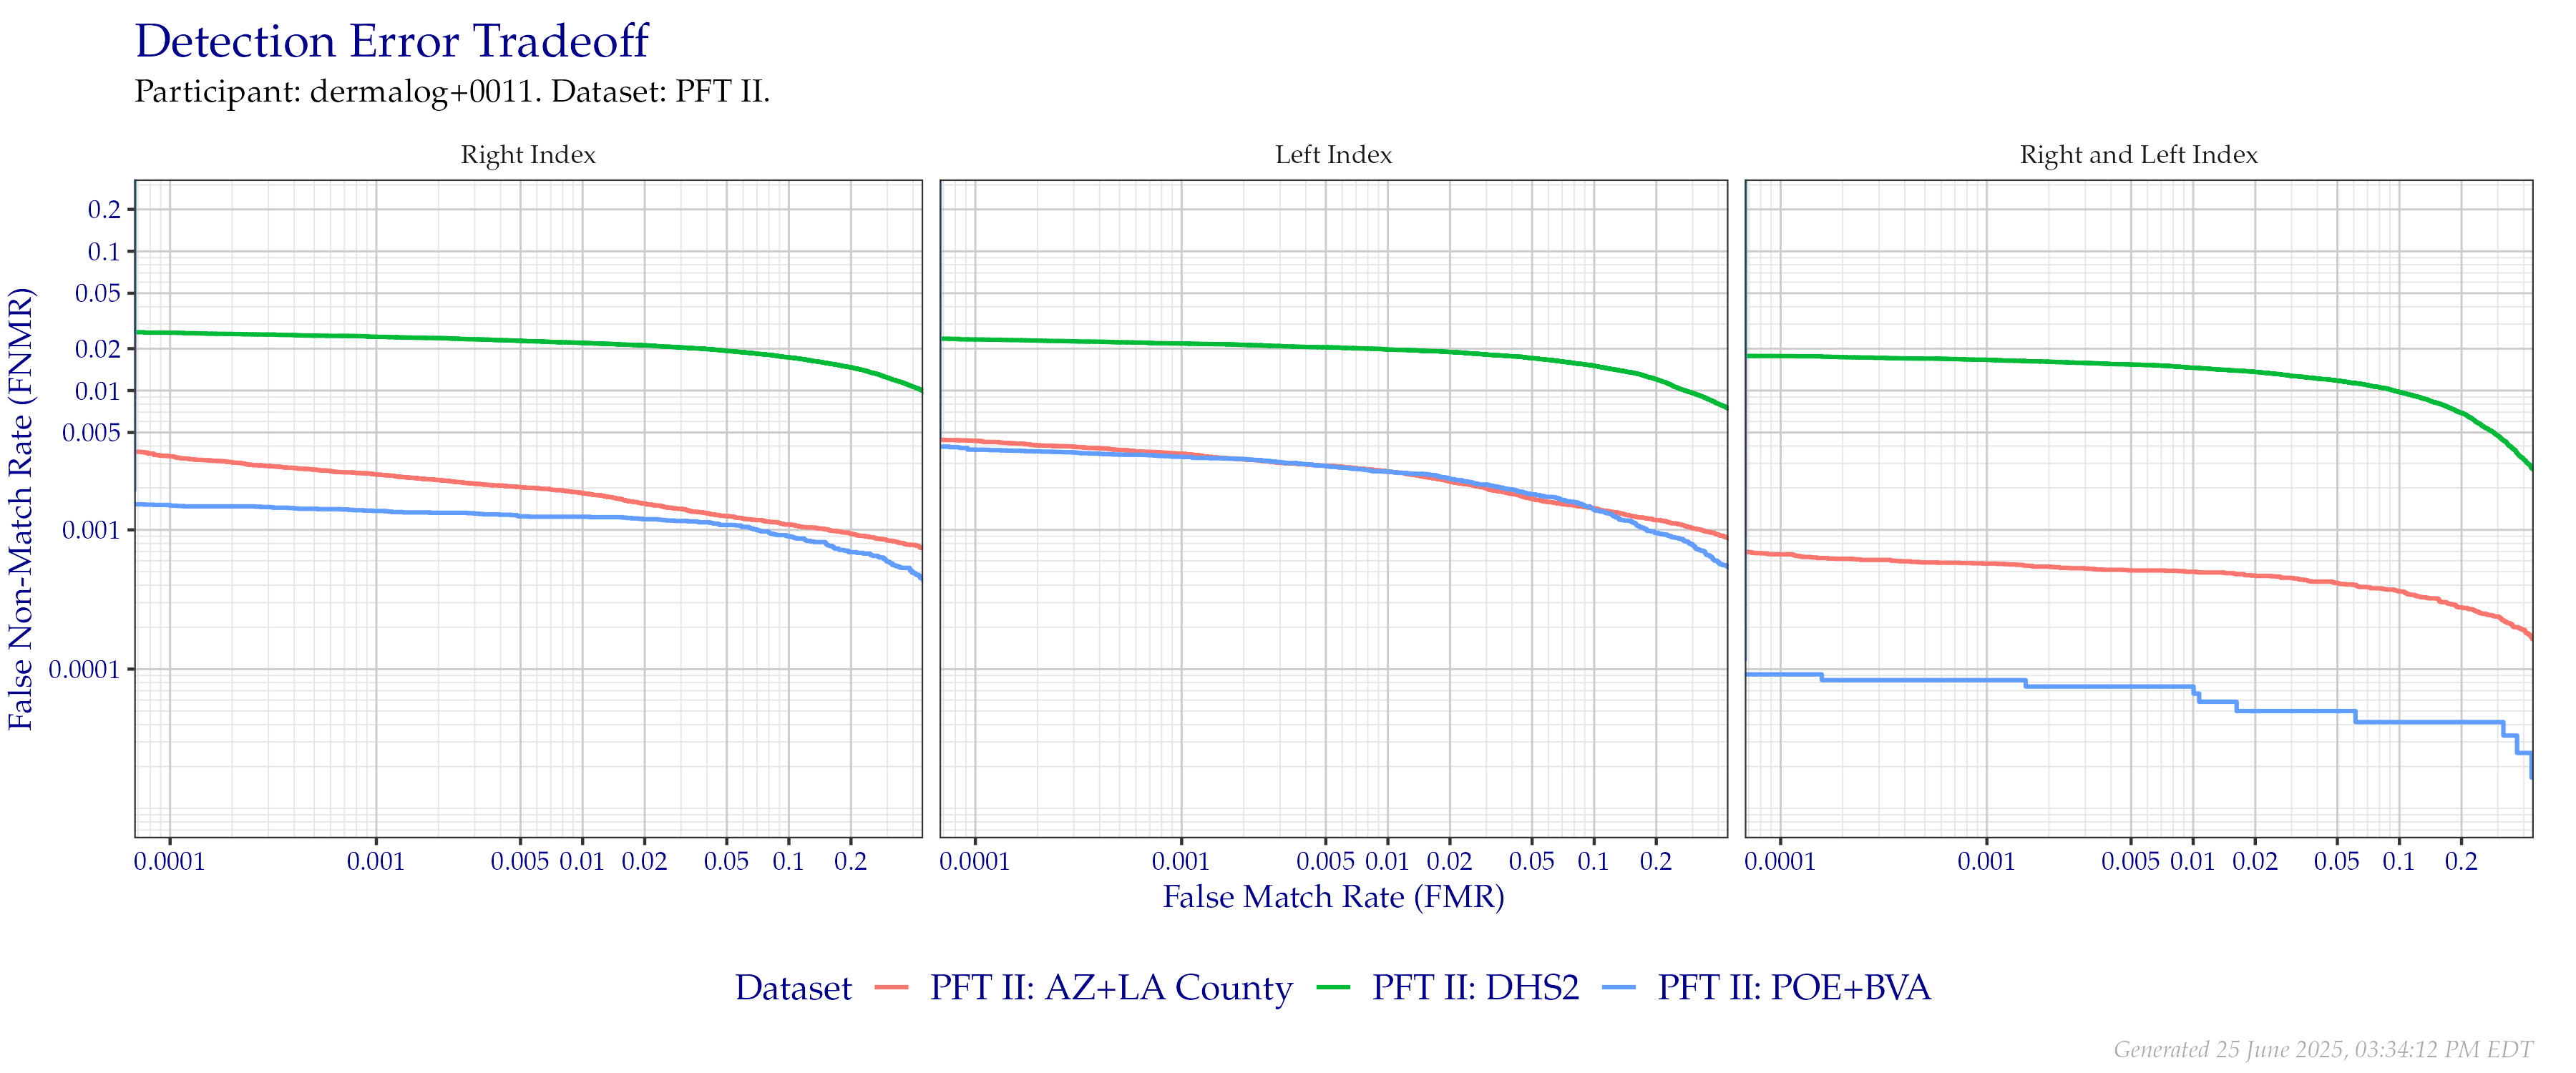 Detection Error Tradeoff
Participant: dermalog+0011. Dataset: PFT II.
Right Index
Left Index
Right and Left Index
False Non-Match Rate (FNMR)
0.2
0.1
0.05
0.02
0.01
0.005
0.001
0.0001
0.0001 0.001 0.005 0.01 0.02 0.05 0.1 0.2
0.0001 0.001 0.005 0.01 0.02 0.05 0.1 0.2
0.0001 0.001 0.005 0.01 0.02 0.05 0.1 0.2
False Match Rate (FMR)
Dataset PFT II: AZ+LA County PFT II: DHS2 PFT II: POE+BVA
Generated 25 June 2025, 03:34:12 PM EDT